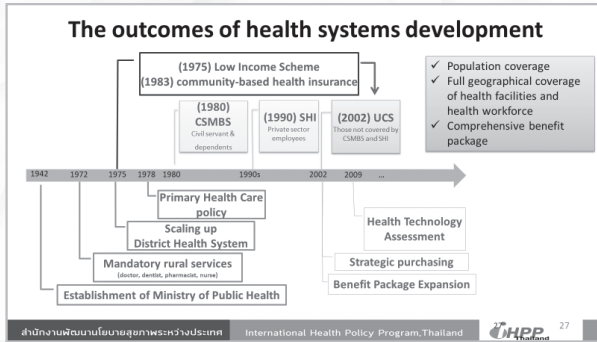 The outcomes of health systems development
(1975) Low Income Scheme
(1983) community-based health insurance
✓ Population coverage
✓ Full geographical coverage
of health facilities and
health workforce
✓ Comprehensive benefit
package
(1980)
CSMBS
Civil servant &
dependents
(1990) SHI
Private sector
employees
(2002) UCS
Those not covered by
CSMBS and SHI
1942 1972 1975 1978 1980 1990s 2002 2009 ...
Primary Health Care
policy
Scaling up
District Health System
Mandatory rural services
(doctor, dentist, pharmacist, nurse)
Establishment of Ministry of Public Health
Health Technology
Assessment
Strategic purchasing
Benefit Package Expansion
สำนักงานพัฒนานโยบายสุขภาพระหว่างประเทศ International Health Policy Program,Thailand
27
IHPP
Thailand
27